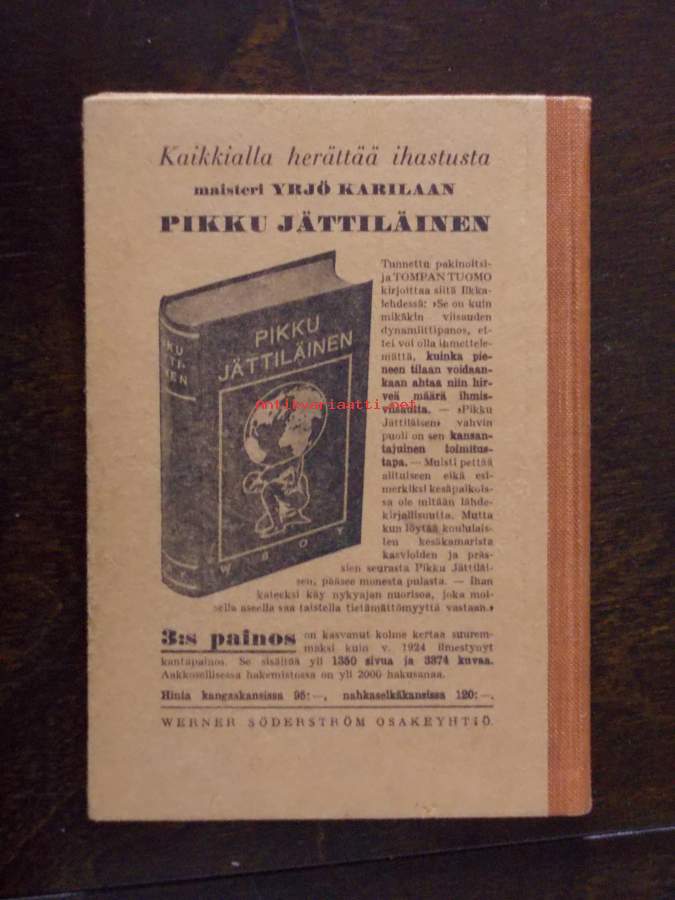 Kaikkialla herättää ihastusta
maisteri YRJÖ KARILAAN
PIKKU JÄTTILÄINEN
Tunnettu pakinoitsi-
ja TOMPAN TUOMO
kirjoittaa siitä Ilkka-
lehdessä: »Se on kuin
mikäkin viisauden
dynamiittipanos, et-
tei voi olla ihmettele-
mättä, kuinka pie-
neen tilaan voidaan-
kaan ahtaa niin hir-
veä määrä ihmis-
viisautta. — »Pikku
Jättiläisen» vahvin
puoli on sen kansan-
tajuinen toimitus-
tapa. — Muisti pettää
alituiseen eikä esi-
merkiksi kesäpaikois-
sa ole mitään lähde-
kirjallisuutta. Mutta
kun löytää koululais-
ten kesäkamarista
kasvioiden ja präs-
sien seurasta Pikku Jättiläi-
sen, pääsee monesta pulasta. — Ihan
kateeksi käy nykyajan nuorisoa, joka moi-
sella aseella saa taistella tietämättömyyttä vastaan.»
PIKKU
JÄTTILÄINEN
KU
TTI-
NEN
WSOY
Antikvariaatti.net
3:s painos on kasvanut kolme kertaa suurem-
maksi kuin v. 1924 ilmestynyt
kantapainos. Se sisältää yli 1350 sivua ja 3874 kuvaa.
Aakkosellisessa hakemistossa on yli 2000 hakusanaa.
Hinta kangaskansissa 95:—, nahkaselkäkansissa 120:—.
WERNER SÖDERSTRÖM OSAKEYHTIÖ